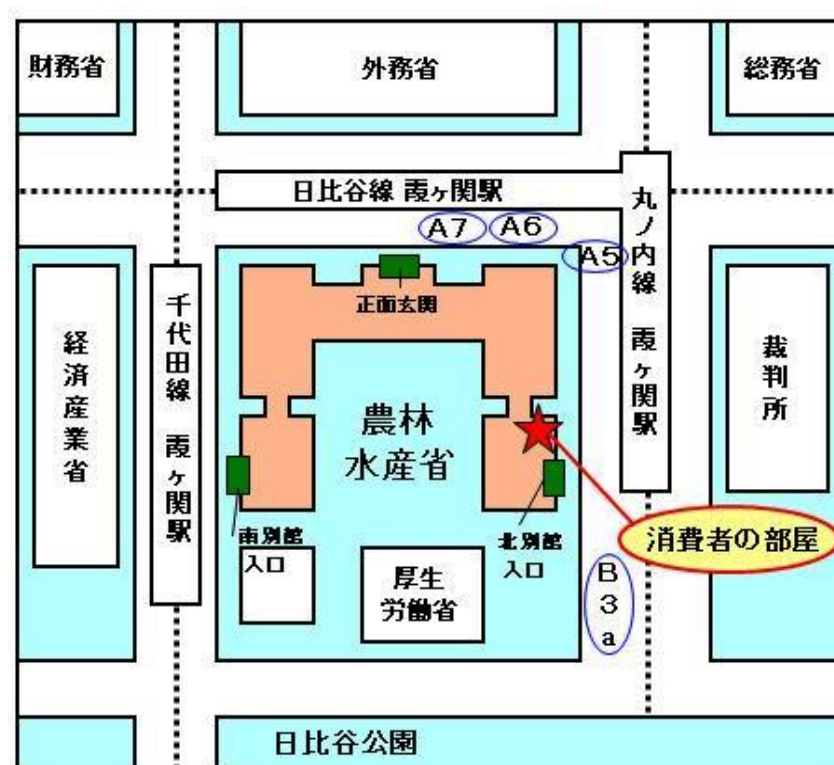 財務省
外務省
総務省
日比谷線 霞ヶ関駅
丸ノ内線 霞ヶ関駅
A7
A6
A5
正面玄関
千代田線 霞ヶ関駅
経済産業省
裁判所
農林
水産省
南別館
入口
北別館
入口
消費者の部屋
厚生
労働省
B3a
日比谷公園